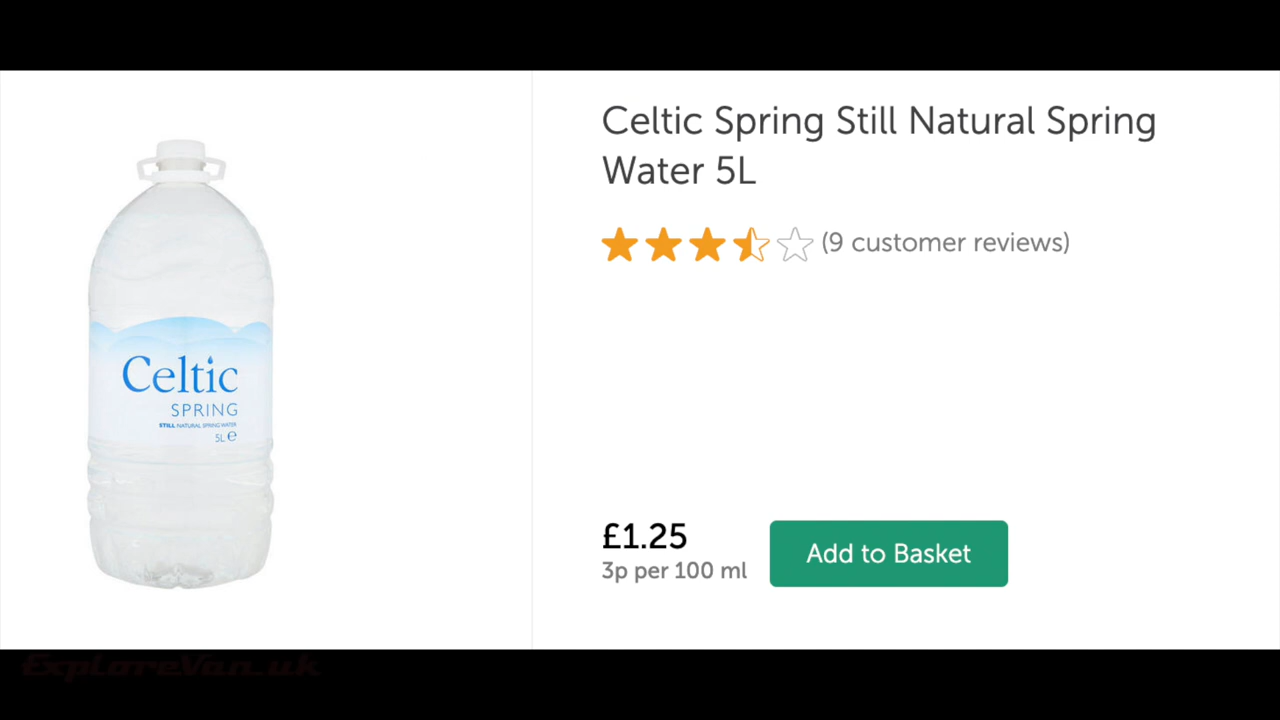 Celtic Spring Still Natural Spring
Water 5L
(9 customer reviews)
Celtic
SPRING
STILL NATURAL SPRING WATER
5L e
£1.25
3p per 100 ml
Add to Basket
ExploreVan.uk